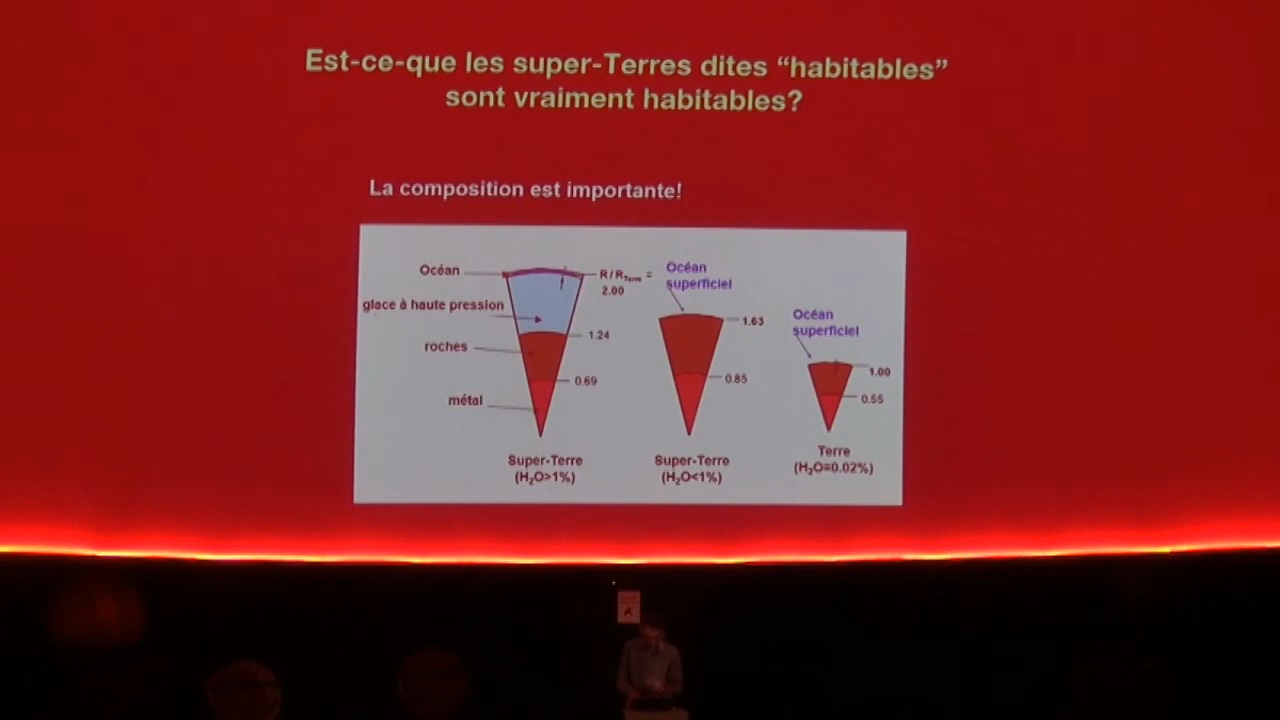 Est-ce-que les super-Terres dites “habitables”
sont vraiment habitables?
La composition est importante!
Océan
glace à haute pression
roches
métal
R/R_Terre =
2.00
1.24
0.69
Super-Terre
(H₂O>1%)
Océan
superficiel
1.63
0.85
Super-Terre
(H₂O<1%)
Océan
superficiel
1.00
0.55
Terre
(H₂O=0.02%)